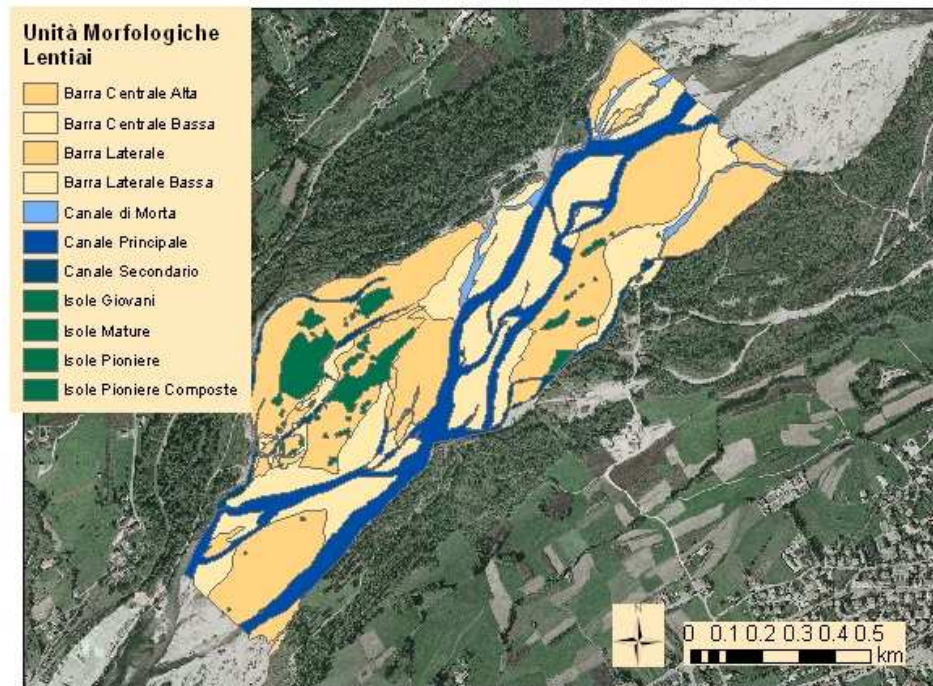 Unità Morfologiche
Lentiai
Barra Centrale Alta
Barra Centrale Bassa
Barra Laterale
Barra Laterale Bassa
Canale di Morta
Canale Principale
Canale Secondario
Isole Giovani
Isole Mature
Isole Pioniere
Isole Pioniere Composte
N
0 0.1 0.2 0.3 0.4 0.5
km